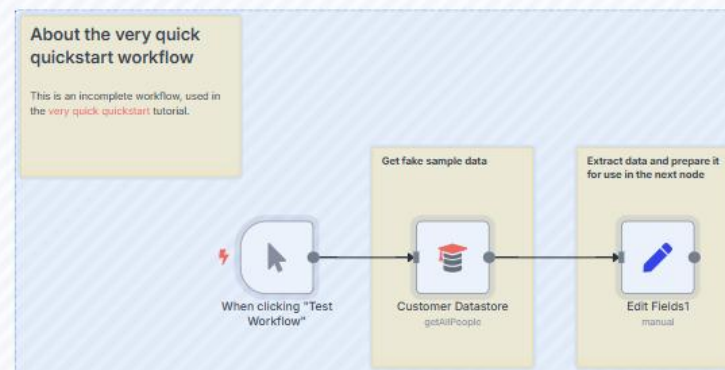 About the very quick
quickstart workflow
This is an incomplete workflow, used in
the very quick quickstart tutorial.
Get fake sample data
Extract data and prepare it
for use in the next node
When clicking "Test
Workflow"
Customer Datastore
getAllPeople
Edit Fields1
manual